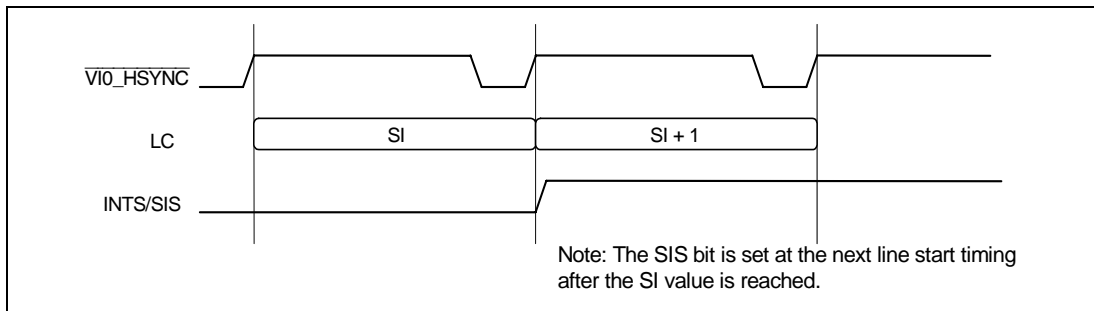 VI0_HSYNC
LC
SI
SI + 1
INTS/SIS
Note: The SIS bit is set at the next line start timing
after the SI value is reached.